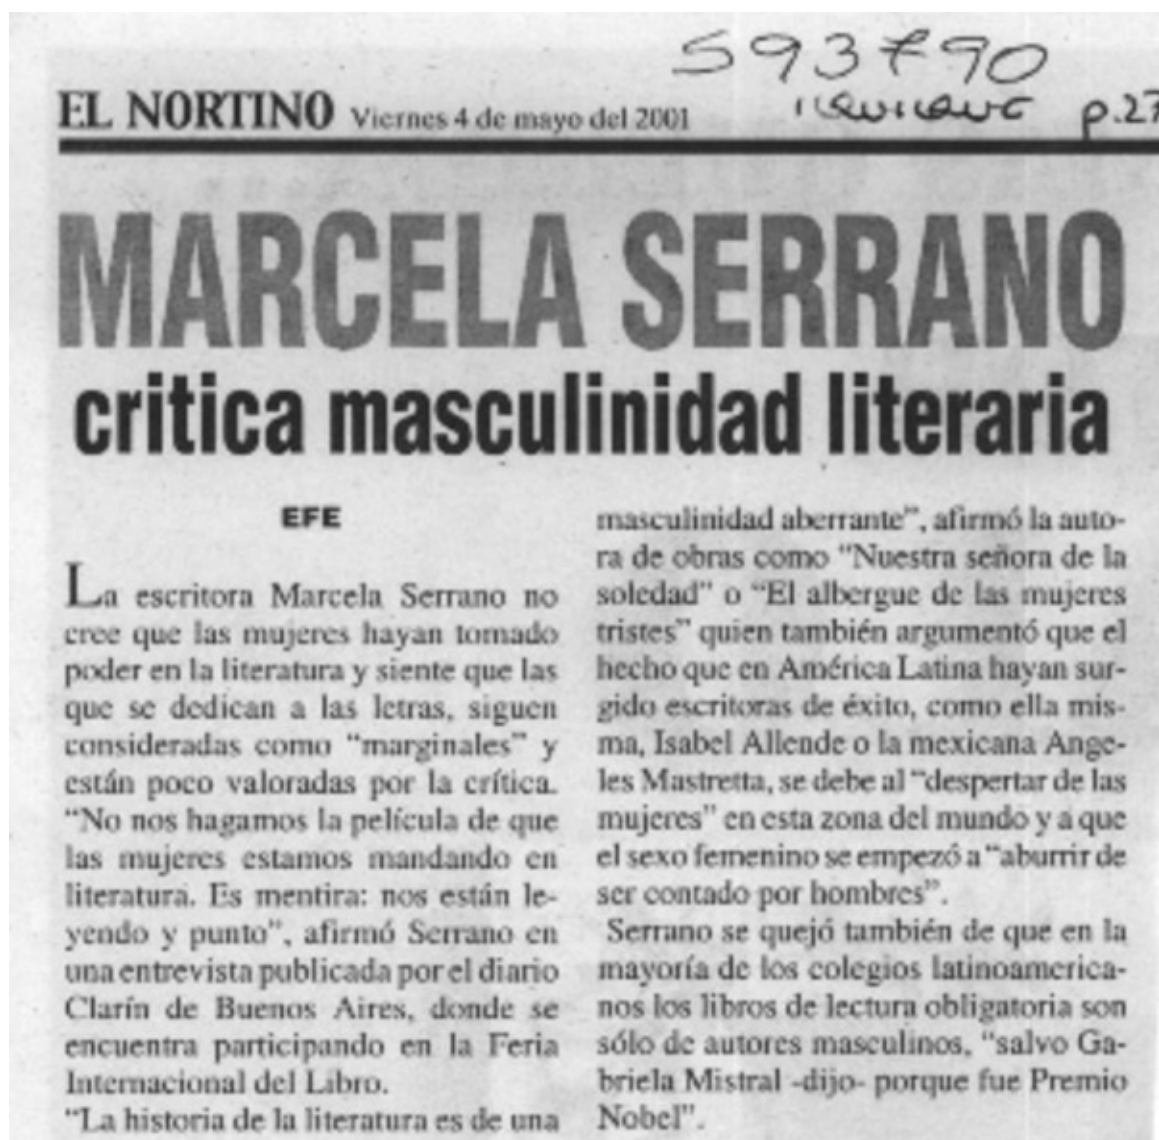 593790
EL NORTINO Viernes 4 de mayo del 2001 IQUIQUE p.27
MARCELA SERRANO
critica masculinidad literaria
EFE
La escritora Marcela Serrano no
cree que las mujeres hayan tomado
poder en la literatura y siente que las
que se dedican a las letras, siguen
consideradas como “marginales” y
están poco valoradas por la crítica.
“No nos hagamos la película de que
las mujeres estamos mandando en
literatura. Es mentira: nos están le-
yendo y punto”, afirmó Serrano en
una entrevista publicada por el diario
Clarín de Buenos Aires, donde se
encuentra participando en la Feria
Internacional del Libro.
“La historia de la literatura es de una
masculinidad aberrante”, afirmó la auto-
ra de obras como “Nuestra señora de la
soledad” o “El albergue de las mujeres
tristes” quien también argumentó que el
hecho que en América Latina hayan sur-
gido escritoras de éxito, como ella mis-
ma, Isabel Allende o la mexicana Ange-
les Mastretta, se debe al “despertar de las
mujeres” en esta zona del mundo y a que
el sexo femenino se empezó a “aburrir de
ser contado por hombres”.
Serrano se quejó también de que en la
mayoría de los colegios latinoamerica-
nos los libros de lectura obligatoria son
sólo de autores masculinos, “salvo Ga-
briela Mistral -dijo- porque fue Premio
Nobel”.